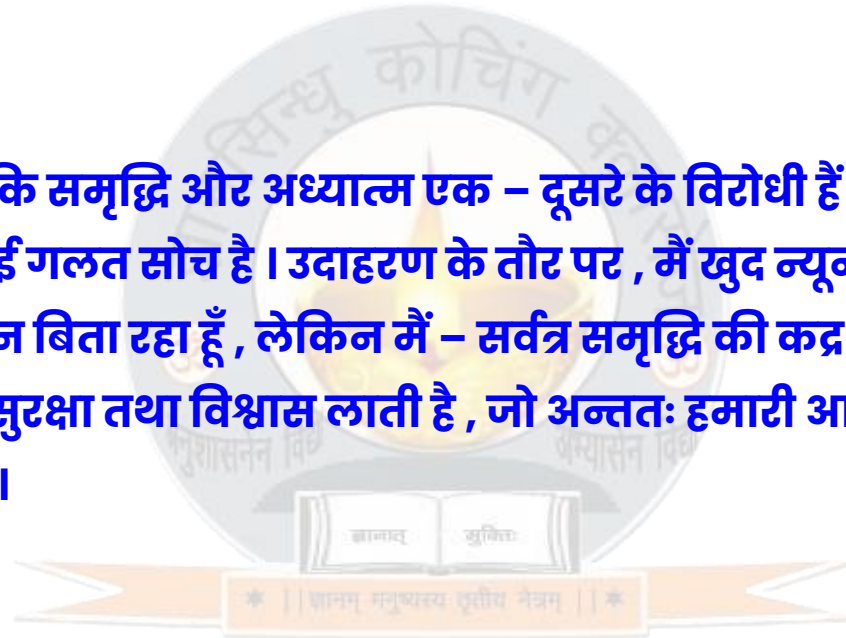 कोचिंग
कि समृद्धि और अध्यात्म एक – दूसरे के विरोधी हैं
गलत सोच है । उदाहरण के तौर पर , मैं खुद
बिता रहा हूँ , लेकिन मैं – सर्वत्र समृद्धि की कद्र
सुरक्षा तथा विश्वास लाती है , जो अन्ततः हमारी
।
ज्ञानात् मुक्तिः
* ||ज्ञानम् मनुष्यस्य तृतीय नेत्रम् ||*